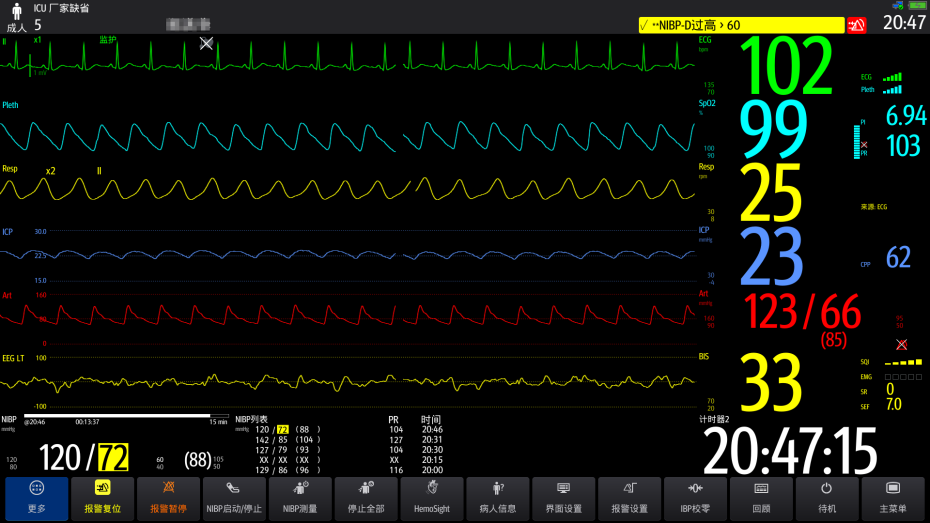 ICU 厂家缺省
成人 5
✓ **NIBP-D过高 > 60
20:47
II x1 监护
1 mV
ECG
bpm
135
70
102
ECG
Pleth
Pleth
SpO2
%
100
90
99
PI 6.94
PR 103
Resp x2 II
Resp
rpm
30
8
25
来源: ECG
ICP 30.0
22.5
15.0
ICP
mmHg
30
-4
23
CPP 62
Art 160
80
0
Art
mmHg
100
90
123/66
(85)
95
50
EEG LT 100
-100
BIS
70
20
33
SQI
EMG
SR 0
SEF 7.0
NIBP
mmHg
@20:46 00:13:37 15 min
120
80
120/72
60
40
(88)
105
50
NIBP列表 PR 时间
mmHg
120 / 72 (88 ) 104 20:46
142 / 85 (104 ) 127 20:31
127 / 79 (93 ) 104 20:30
XX / XX (XX ) XX 20:15
129 / 86 (96 ) 116 20:00
计时器2
20:47:15
更多
报警复位
报警暂停
NIBP启动/停止
NIBP测量
停止全部
HemoSight
病人信息
界面设置
报警设置
IBP校零
回顾
待机
主菜单